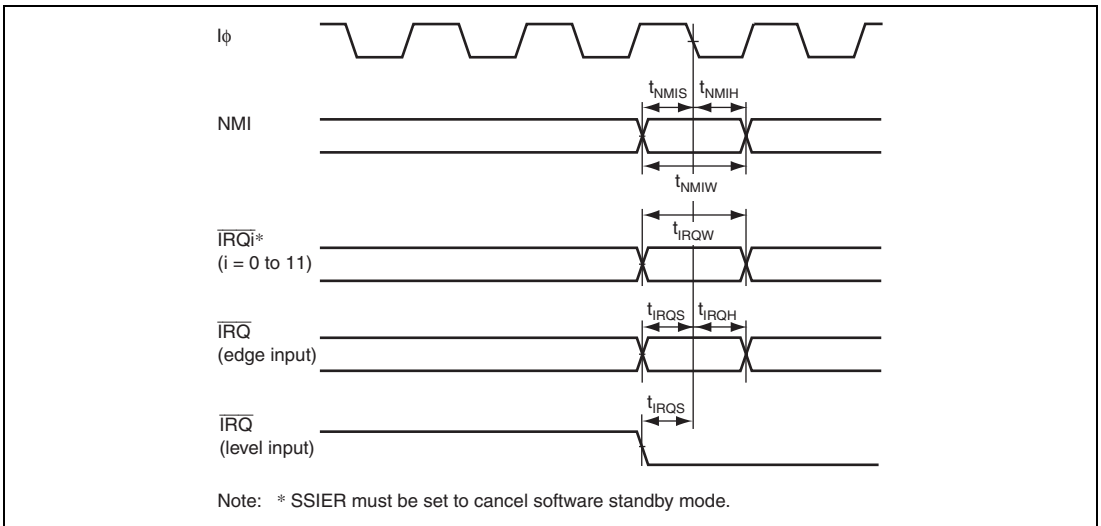 Iϕ
tNMIS tNMIH
NMI
tNMIW
IRQi*
(i = 0 to 11)
tIRQW
tIRQS tIRQH
IRQ
(edge input)
tIRQS
IRQ
(level input)
Note: * SSIER must be set to cancel software standby mode.